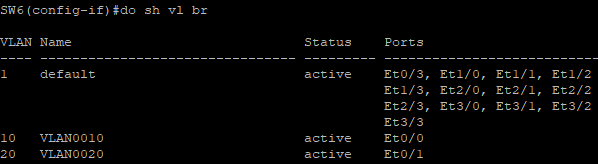 SW6(config-if)#do sh vl br
VLAN Name                             Status    Ports
---- -------------------------------- --------- -------------------------------
1    default                          active    Et0/3, Et1/0, Et1/1, Et1/2
                                                Et1/3, Et2/0, Et2/1, Et2/2
                                                Et2/3, Et3/0, Et3/1, Et3/2
                                                Et3/3
10   VLAN0010                         active    Et0/0
20   VLAN0020                         active    Et0/1